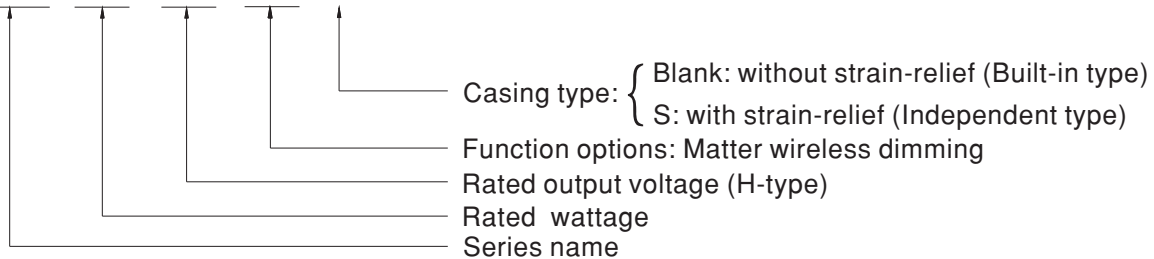 Blank: without strain-relief (Built-in type)
Casing type:
S: with strain-relief (Independent type)
Function options: Matter wireless dimming
Rated output voltage (H-type)
Rated wattage
Series name